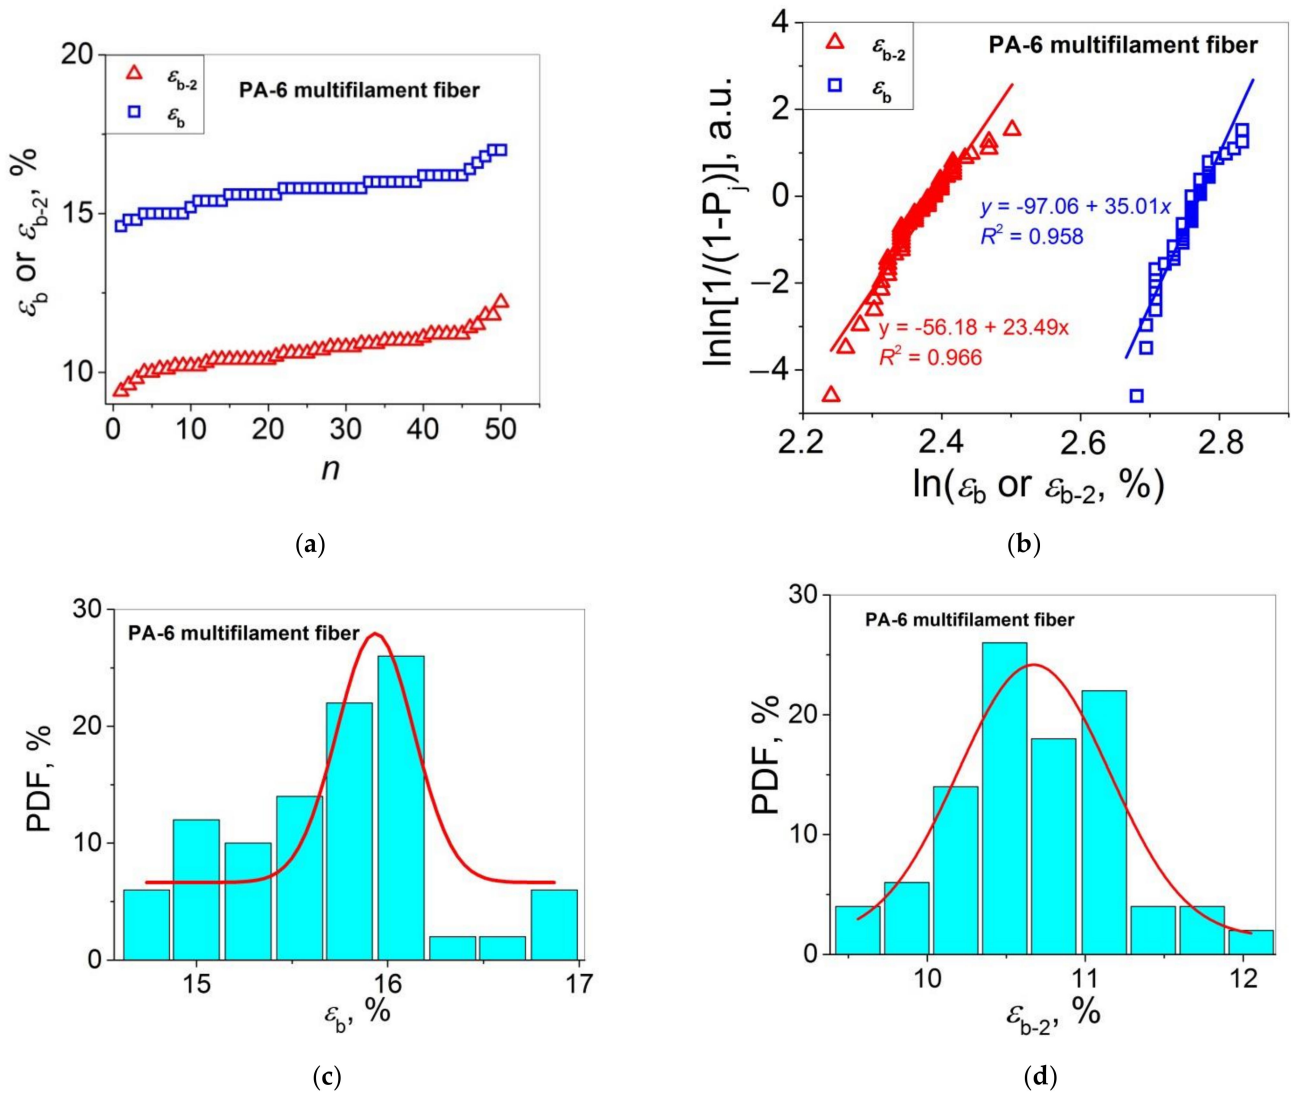 20
15
10
ε_b or ε_b-2, %
ε_b-2
ε_b
PA-6 multifilament fiber
0 10 20 30 40 50
n
(a)
4
2
0
−2
−4
lnln[1/(1-P_j)], a.u.
ε_b-2
ε_b
PA-6 multifilament fiber
y = -97.06 + 35.01x
R² = 0.958
y = -56.18 + 23.49x
R² = 0.966
2.2 2.4 2.6 2.8
ln(ε_b or ε_b-2, %)
(b)
30
20
10
0
PDF, %
PA-6 multifilament fiber
15 16 17
ε_b, %
(c)
30
20
10
0
PDF, %
PA-6 multifilament fiber
10 11 12
ε_b-2, %
(d)